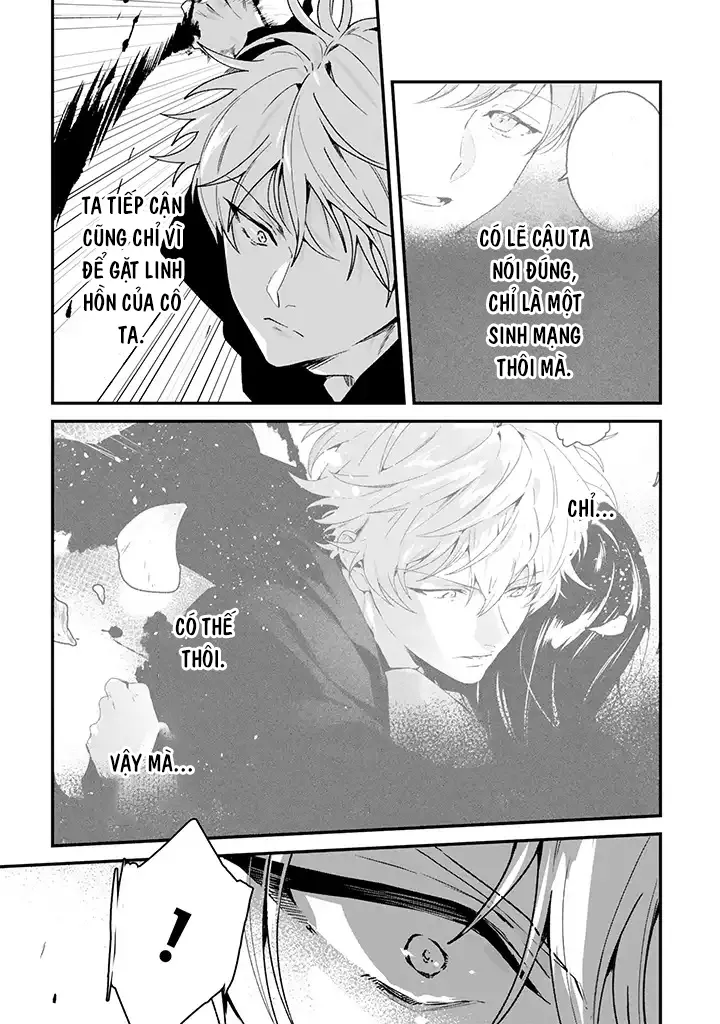 CÓ LẼ CẬU TA
NÓI ĐÚNG,
CHỈ LÀ MỘT
SINH MẠNG
THÔI MÀ.
TA TIẾP CẬN
CŨNG CHỈ VÌ
ĐỂ GẶT LINH
HỒN CỦA CÔ
TA.
CHỈ...
CÓ THẾ
THÔI.
VẬY MÀ...
!